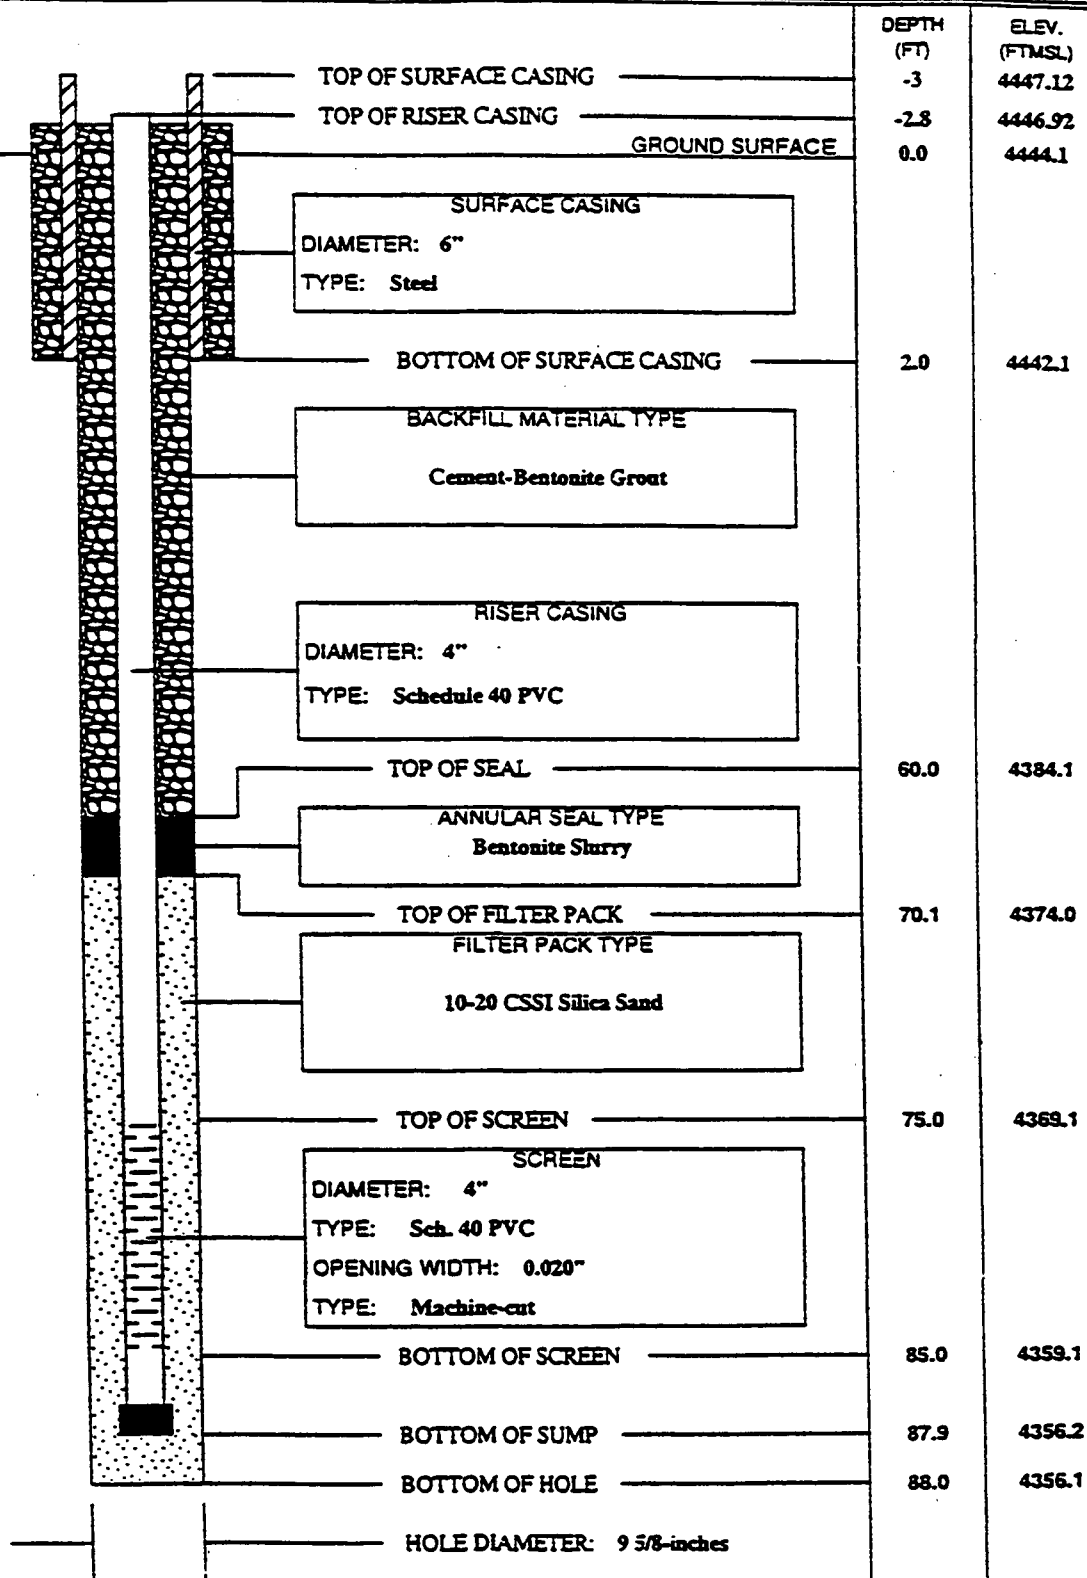 DEPTH (FT) ELEV. (FTMSL)
TOP OF SURFACE CASING -3 4447.12
TOP OF RISER CASING -2.8 4446.92
GROUND SURFACE 0.0 4444.1
SURFACE CASING
DIAMETER: 6"
TYPE: Steel
BOTTOM OF SURFACE CASING 2.0 4442.1
BACKFILL MATERIAL TYPE
Cement-Bentonite Grout
RISER CASING
DIAMETER: 4"
TYPE: Schedule 40 PVC
TOP OF SEAL 60.0 4384.1
ANNULAR SEAL TYPE
Bentonite Slurry
TOP OF FILTER PACK 70.1 4374.0
FILTER PACK TYPE
10-20 CSSI Silica Sand
TOP OF SCREEN 75.0 4369.1
SCREEN
DIAMETER: 4"
TYPE: Sch. 40 PVC
OPENING WIDTH: 0.020"
TYPE: Machine-cut
BOTTOM OF SCREEN 85.0 4359.1
BOTTOM OF SUMP 87.9 4356.2
BOTTOM OF HOLE 88.0 4356.1
HOLE DIAMETER: 9 5/8-inches